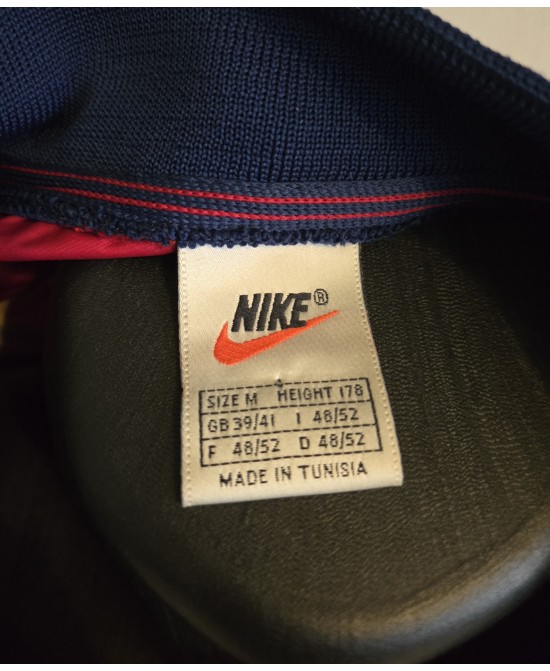 NIKE®
SIZE M HEIGHT 178
GB 39/41 I 48/52
F 48/52 D 48/52
MADE IN TUNISIA